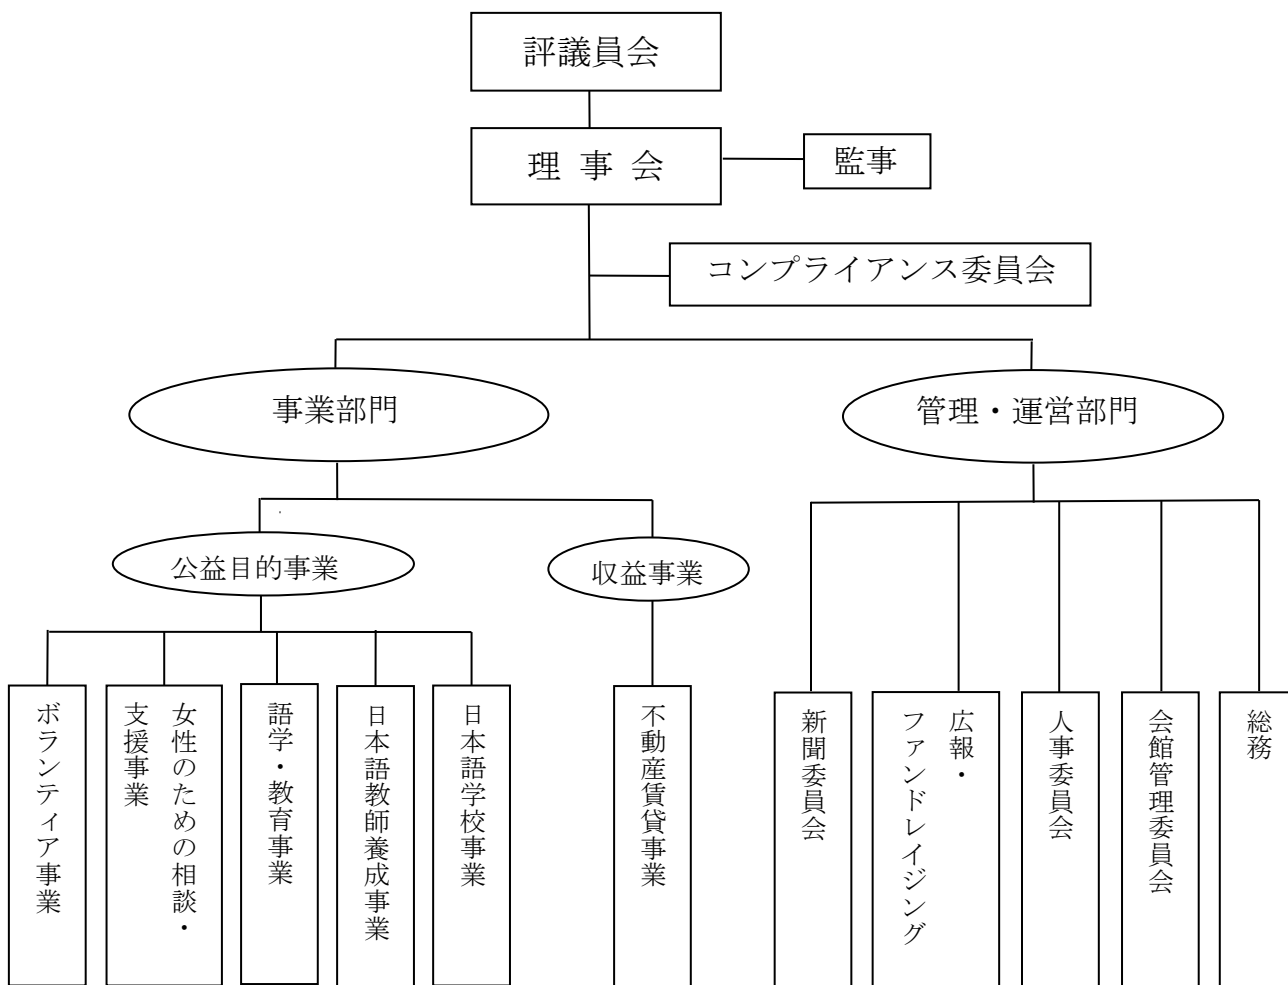 評議員会
理 事 会
監事
コンプライアンス委員会
事業部門
管理・運営部門
公益目的事業
収益事業
ボランティア事業
女性のための相談・
支援事業
語学・教育事業
日本語教師養成事業
日本語学校事業
不動産賃貸事業
新聞委員会
広報・
ファンドレイジング
人事委員会
会館管理委員会
総務